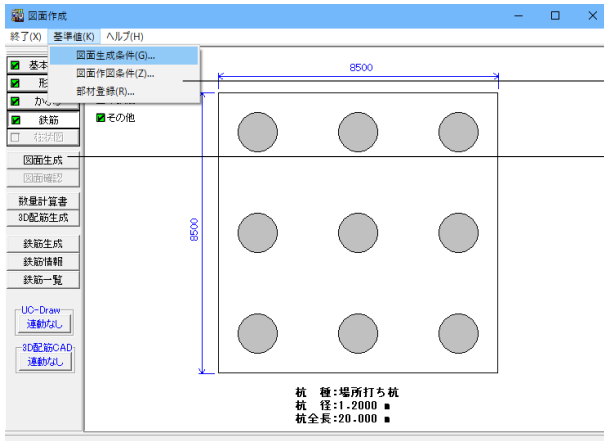 図面作成
終了(X) 基準値(K) ヘルプ(H)
図面生成条件(G)...
図面作図条件(Z)...
部材登録(R)...
基本
形
か
鉄筋
柱状図
その他
図面生成
図面確認
数量計算書
3D配筋生成
鉄筋生成
鉄筋情報
鉄筋一覧
UC-Draw
連動なし
3D配筋CAD
連動なし
8500
8500
杭 種:場所打ち杭
杭 径:1.2000 m
杭全長:20.000 m